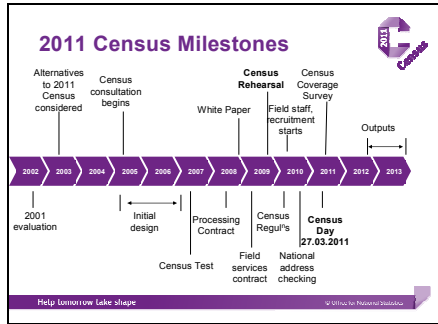 2011 Census Milestones
2011
Census
Alternatives
to 2011
Census
considered
Census
consultation
begins
White Paper
Census
Rehearsal
Field staff,
recruitment
starts
Census
Coverage
Survey
Outputs
2002 2003 2004 2005 2006 2007 2008 2009 2010 2011 2012 2013
2001
evaluation
Initial
design
Census Test
Processing
Contract
Field
services
contract
Census
Regulⁿs
National
address
checking
Census
Day
27.03.2011
Help tomorrow take shape
© Office for National Statistics